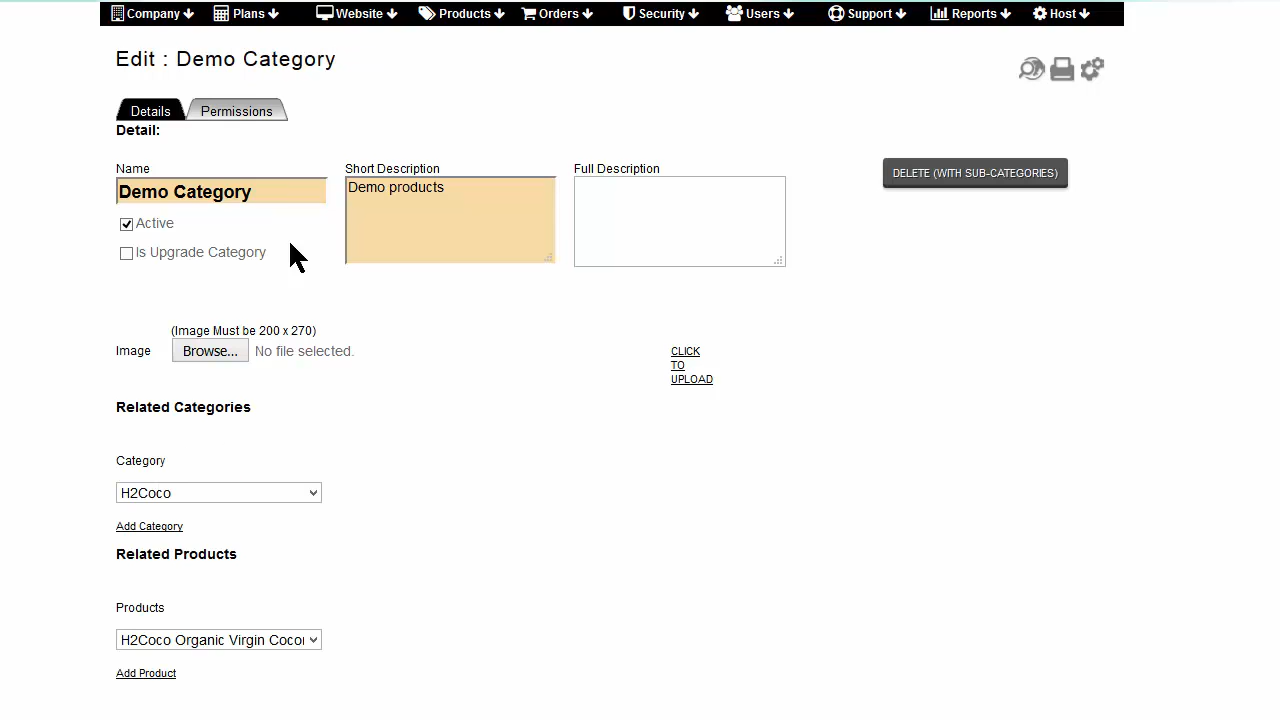 Company Plans Website Products Orders Security Users Support Reports Host
Edit : Demo Category
Details Permissions
Detail:
Name Short Description Full Description
DELETE (WITH SUB-CATEGORIES)
Demo Category
Demo products
Active
Is Upgrade Category
(Image Must be 200 x 270)
Image Browse... No file selected.
CLICK
TO
UPLOAD
Related Categories
Category
H2Coco
Add Category
Related Products
Products
H2Coco Organic Virgin Cocon
Add Product